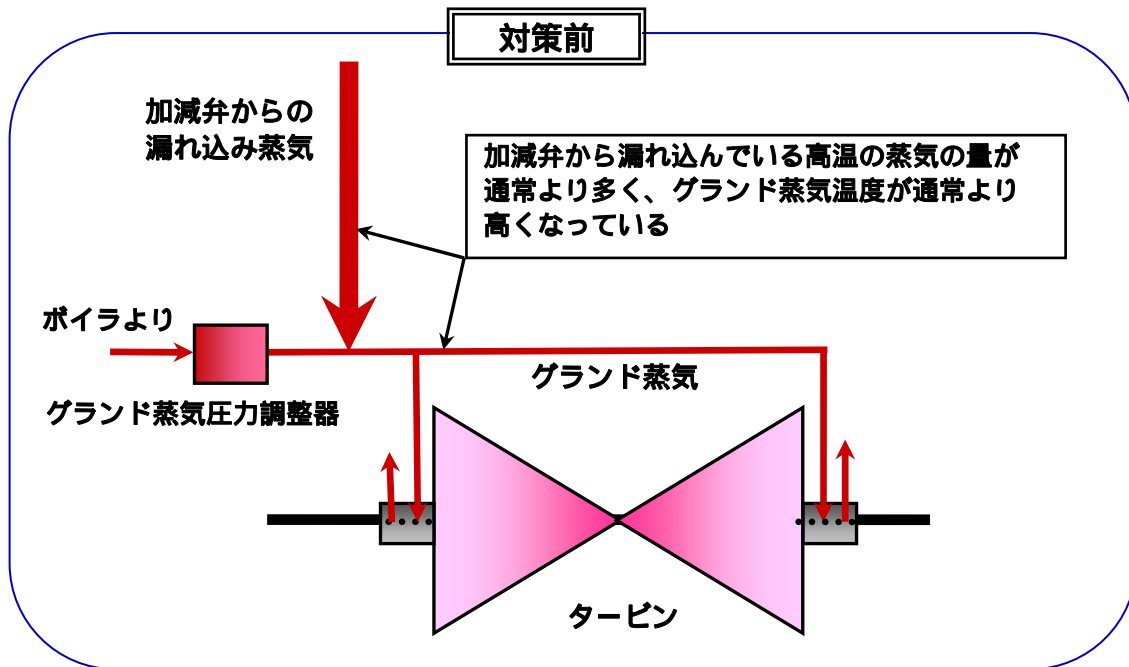 対策前
加減弁からの
漏れ込み蒸気
加減弁から漏れ込んでいる高温の蒸気の量が
通常より多く、グランド蒸気温度が通常より
高くなっている
ボイラより
グランド蒸気
グランド蒸気圧力調整器
タービン